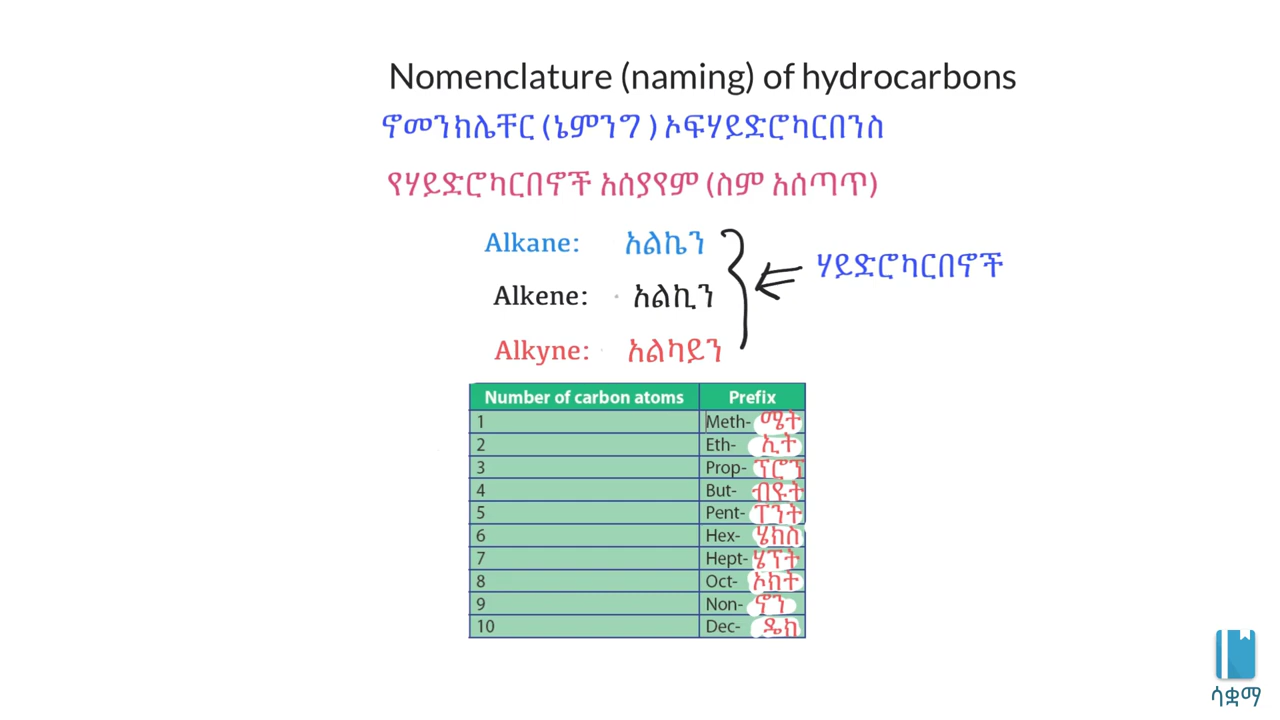 Nomenclature (naming) of hydrocarbons
ኖመንክሌቸር (ኔምንግ ) ኦፍሃይድሮካርበንስ
የሃይድሮካርበኖች አሰያየም (ስም አሰጣጥ)
Alkane: አልኬን
Alkene: አልኪን
Alkyne: አልካይን
ሃይድሮካርበኖች
Number of carbon atoms Prefix
1 Meth- ሜት
2 Eth- ኢት
3 Prop- ፕሮፕ
4 But- ብዩት
5 Pent- ፐንት
6 Hex- ሄክስ
7 Hept- ሄፕት
8 Oct- ኦክት
9 Non- ኖን
10 Dec- ዴክ
ሳቋማ